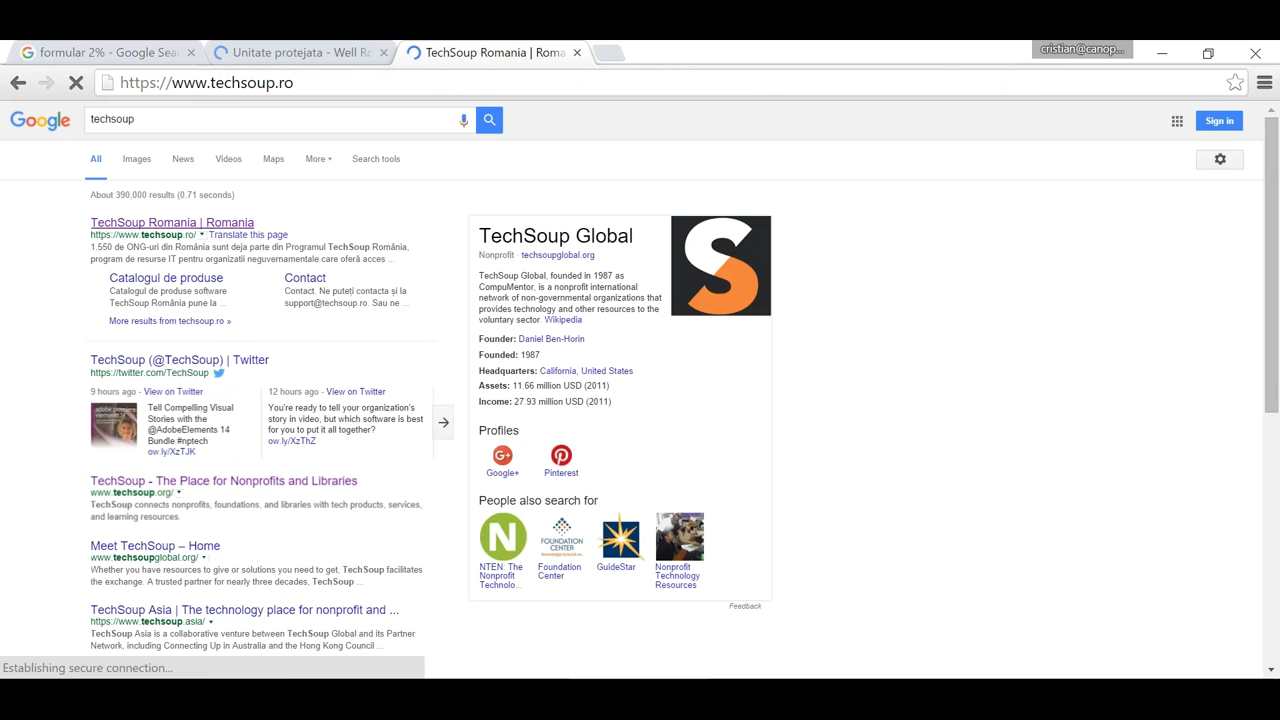 formular 2% - Google Sea
Unitate protejata - Well Ro
TechSoup Romania | Roma
cristian@canop...
https://www.techsoup.ro
Google
techsoup
Sign in
All
Images
News
Videos
Maps
More
Search tools
About 390,000 results (0.71 seconds)
TechSoup Romania | Romania
https://www.techsoup.ro/ Translate this page
1.550 de ONG-uri din România sunt deja parte din Programul TechSoup România,
program de resurse IT pentru organizatii neguvernamentale care oferă acces ...
Catalogul de produse
Catalogul de produse software
TechSoup România pune la ...
Contact
Contact. Ne puteți contacta și la
support@techsoup.ro. Sau ne ...
More results from techsoup.ro »
TechSoup (@TechSoup) | Twitter
https://twitter.com/TechSoup
9 hours ago - View on Twitter
Tell Compelling Visual
Stories with the
@AdobeElements 14
Bundle #nptech
ow.ly/XzTJK
12 hours ago - View on Twitter
You're ready to tell your organization's
story in video, but which software is best
for you to put it all together?
ow.ly/XzThZ
TechSoup - The Place for Nonprofits and Libraries
www.techsoup.org/
TechSoup connects nonprofits, foundations, and libraries with tech products, services,
and learning resources.
Meet TechSoup – Home
www.techsoupglobal.org/
Whether you have resources to give or solutions you need to get, TechSoup facilitates
the exchange. A trusted partner for nearly three decades, TechSoup ...
TechSoup Asia | The technology place for nonprofit and ...
https://www.techsoup.asia/
TechSoup Asia is a collaborative venture between TechSoup Global and its Partner
Network, including Connecting Up in Australia and the Hong Kong Council ...
Establishing secure connection...
TechSoup Global
Nonprofit · techsoupglobal.org
TechSoup Global, founded in 1987 as
CompuMentor, is a nonprofit international
network of non-governmental organizations that
provides technology and other resources to the
voluntary sector. Wikipedia
Founder: Daniel Ben-Horin
Founded: 1987
Headquarters: California, United States
Assets: 11.66 million USD (2011)
Income: 27.93 million USD (2011)
Profiles
Google+
Pinterest
People also search for
NTEN: The
Nonprofit
Technolo...
Foundation
Center
GuideStar
Nonprofit
Technology
Resources
Feedback